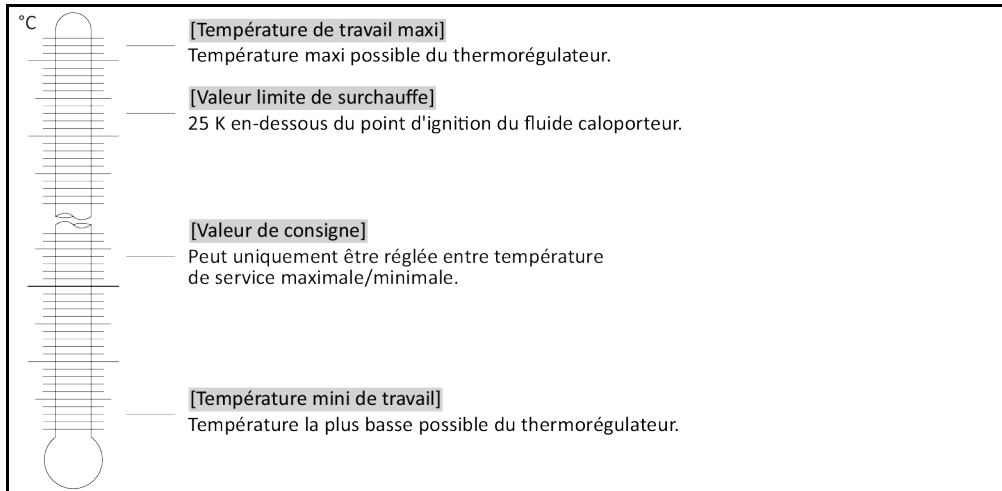 °C
[Température de travail maxi]
Température maxi possible du thermorégulateur.
[Valeur limite de surchauffe]
25 K en-dessous du point d'ignition du fluide caloporteur.
[Valeur de consigne]
Peut uniquement être réglée entre température
de service maximale/minimale.
[Température mini de travail]
Température la plus basse possible du thermorégulateur.